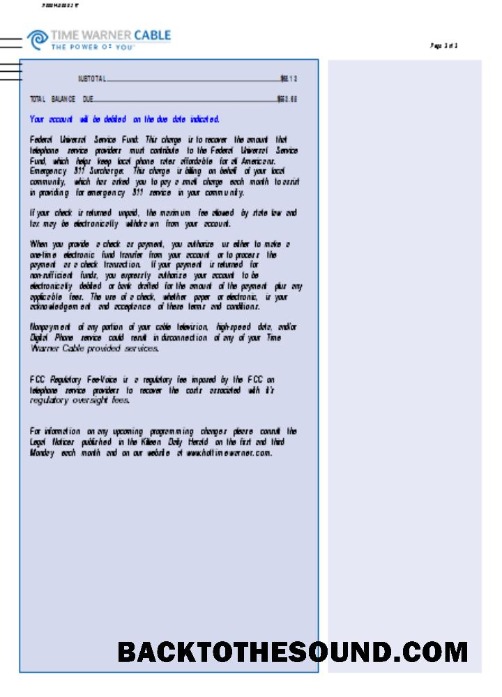 TIME WARNER CABLE
THE POWER OF YOU™
SUBTOTAL
TOTAL BALANCE DUE
Your account will be debited on the due date indicated.
Federal Universal Service Fund: This charge is to recover the amount that
telephone service providers must contribute to the Federal Universal Service
Fund, which helps keep local phone rates affordable for all Americans.
Emergency 911 Surcharge: This charge is billing on behalf of your local
community, which has asked you to pay a small charge each month to assist
in providing for emergency 911 service in your community.
If your check is returned unpaid, the maximum fee allowed by state law and
tax may be electronically withdrawn from your account.
When you provide a check as payment, you authorize us either to make a
one-time electronic fund transfer from your account or to process the
payment as a check transaction. If your payment is returned for
non-sufficient funds, you expressly authorize your account to be
electronically debited or bank drafted for the amount of the payment plus any
applicable fees. The use of a check, whether paper or electronic, is your
acknowledgement and acceptance of these terms and conditions.
Nonpayment of any portion of your cable television, high-speed data, and/or
Digital Phone service could result in disconnection of any of your Time
Warner Cable provided services.
FCC Regulatory Fee-Voice is a regulatory fee imposed by the FCC on
telephone service providers to recover the costs associated with it's
regulatory oversight fees.
For information on any upcoming programming changes please consult the
Legal Notices published in the Killeen Daily Herald on the first and third
Monday each month and on our website at www.hottimewarner.com.
BACKTOTHESOUND.COM